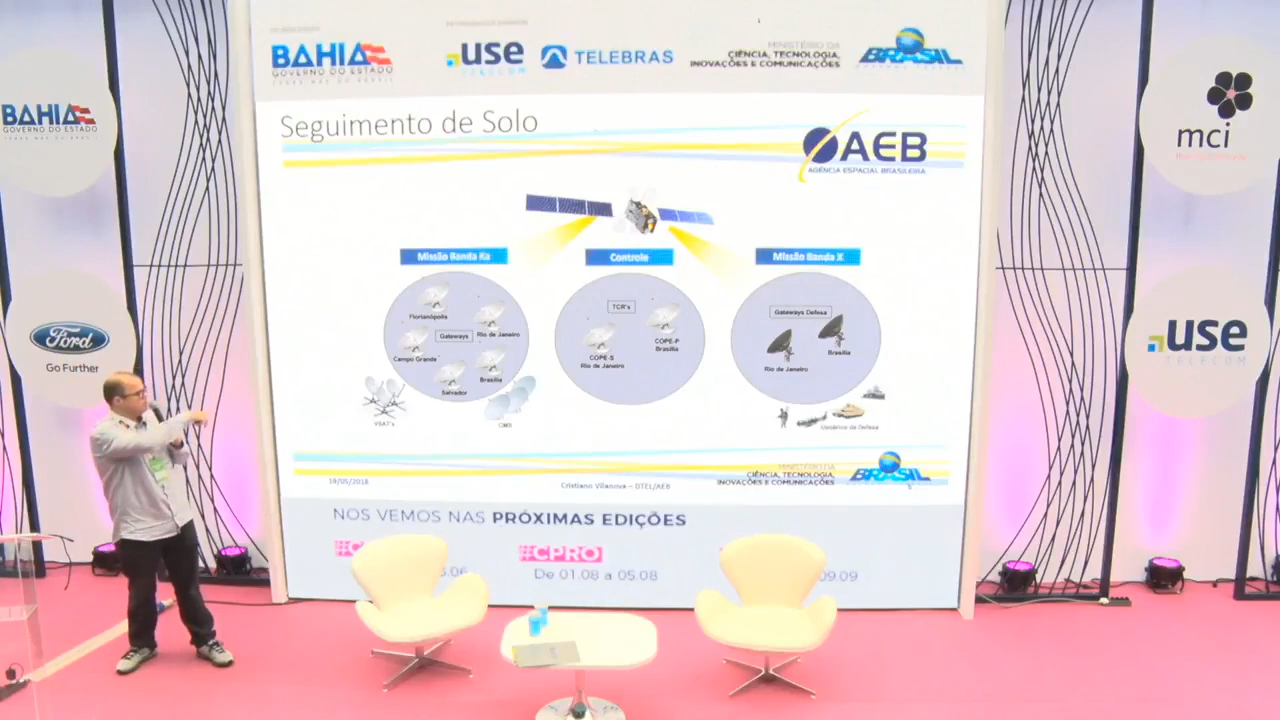 BAHIA
GOVERNO DO ESTADO
USE
TELECOM
TELEBRAS
MINISTÉRIO DA
CIÊNCIA, TECNOLOGIA,
INOVAÇÕES E COMUNICAÇÕES
BRASIL
Seguimento de Solo
AEB
AGÊNCIA ESPACIAL BRASILEIRA
Missão Banda Ka
Controle
Missão Banda X
Florianópolis
Rio de Janeiro
Gateways
Campo Grande
Brasília
Salvador
VSAT's
TCR's
COPE-S
Rio de Janeiro
COPE-P
Brasília
Gateways Defesa
Rio de Janeiro
Brasília
19/05/2018
Cristiano Vilanova – DTEL/AEB
MINISTÉRIO DA
CIÊNCIA, TECNOLOGIA,
INOVAÇÕES E COMUNICAÇÕES
BRASIL
NOS VEMOS NAS PRÓXIMAS EDIÇÕES
#CPRO
De 01.08 a 05.08
09.09
BAHIA
GOVERNO DO ESTADO
Ford
Go Further
mci
USE
TELECOM